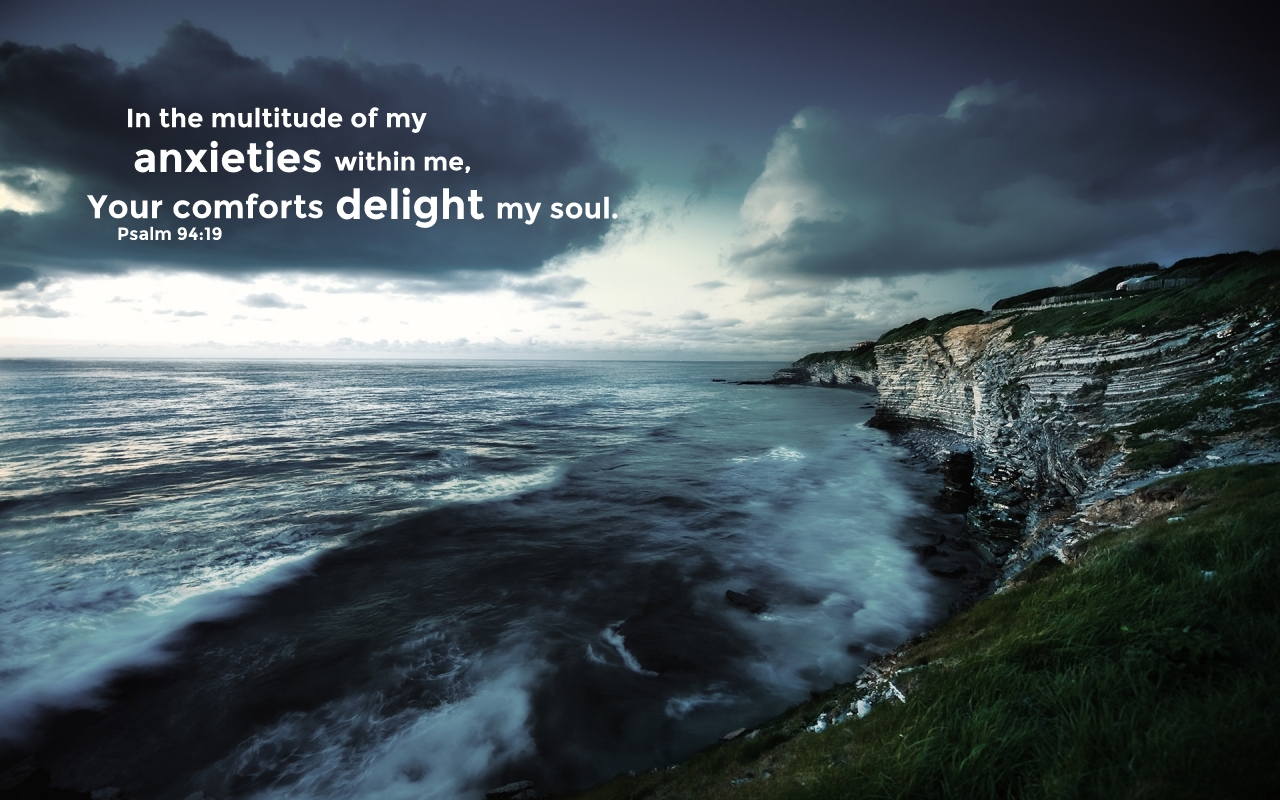 In the multitude of my
anxieties within me,
Your comforts delight my soul.
Psalm 94:19